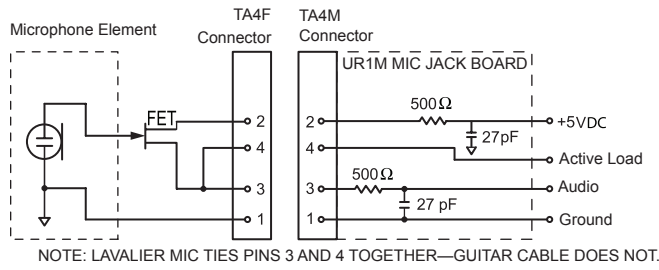 TA4F
Connector
TA4M
Connector
Microphone Element
UR1M MIC JACK BOARD
FET
500Ω
2
2
+5VDC
27pF
4
4
Active Load
500Ω
3
3
Audio
27 pF
1
1
Ground
NOTE: LAVALIER MIC TIES PINS 3 AND 4 TOGETHER—GUITAR CABLE DOES NOT.